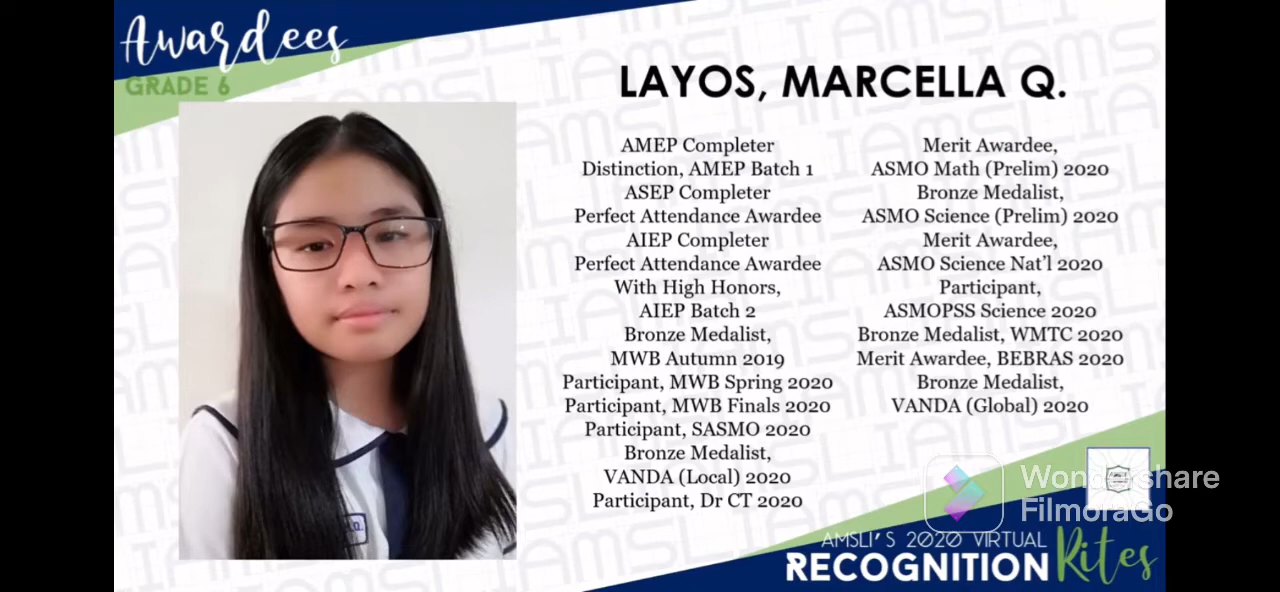 Awardees
GRADE 6
LAYOS, MARCELLA Q.
AMEP Completer
Distinction, AMEP Batch 1
ASEP Completer
Perfect Attendance Awardee
AIEP Completer
Perfect Attendance Awardee
With High Honors,
AIEP Batch 2
Bronze Medalist,
MWB Autumn 2019
Participant, MWB Spring 2020
Participant, MWB Finals 2020
Participant, SASMO 2020
Bronze Medalist,
VANDA (Local) 2020
Participant, Dr CT 2020
Merit Awardee,
ASMO Math (Prelim) 2020
Bronze Medalist,
ASMO Science (Prelim) 2020
Merit Awardee,
ASMO Science Nat'l 2020
Participant,
ASMOPSS Science 2020
Bronze Medalist, WMTC 2020
Merit Awardee, BEBRAS 2020
Bronze Medalist,
VANDA (Global) 2020
Wondershare
FilmoraGo
AMSLI'S 2020 VIRTUAL
RECOGNITION Rites